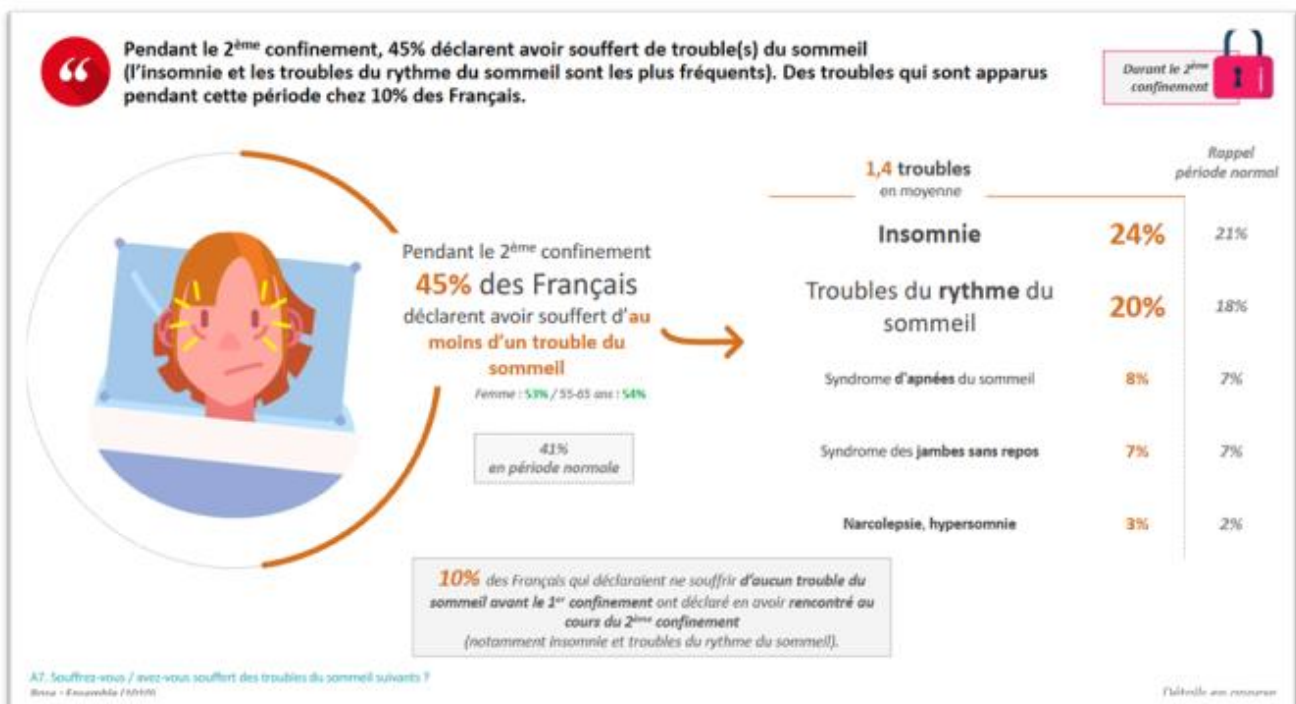 Pendant le 2ème confinement, 45% déclarent avoir souffert de trouble(s) du sommeil
(l'insomnie et les troubles du rythme du sommeil sont les plus fréquents). Des troubles qui sont apparus
pendant cette période chez 10% des Français.
Durant le 2ème
confinement
Pendant le 2ème confinement
45% des Français
déclarent avoir souffert d'au
moins d'un trouble du
sommeil
Femme : 53% / 55-65 ans : 54%
41%
en période normale
1,4 troubles
en moyenne
Rappel
période normal
Insomnie 24% 21%
Troubles du rythme du
sommeil 20% 18%
Syndrome d'apnées du sommeil 8% 7%
Syndrome des jambes sans repos 7% 7%
Narcolepsie, hypersomnie 3% 2%
10% des Français qui déclaraient ne souffrir d'aucun trouble du
sommeil avant le 1er confinement ont déclaré en avoir rencontré au
cours du 2ème confinement
(notamment insomnie et troubles du rythme du sommeil).
A7. Souffrez-vous / avez-vous souffert des troubles du sommeil suivants ?